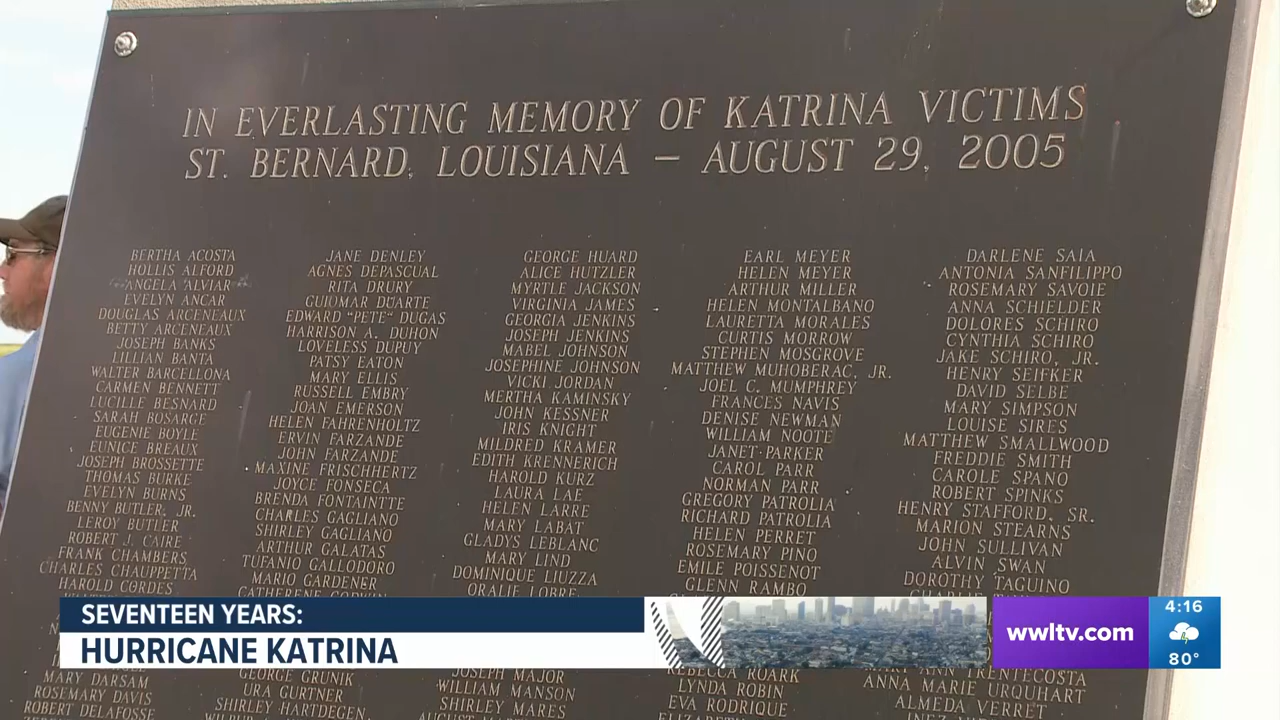 IN EVERLASTING MEMORY OF KATRINA VICTIMS
ST. BERNARD, LOUISIANA – AUGUST 29, 2005
BERTHA ACOSTA
HOLLIS ALFORD
ANGELA ALVIAR
EVELYN ANCAR
DOUGLAS ARCENEAUX
BETTY ARCENEAUX
JOSEPH BANKS
LILLIAN BANTA
WALTER BARCELLONA
CARMEN BENNETT
LUCILLE BESNARD
SARAH BOSARGE
EUGENIE BOYLE
EUNICE BREAUX
JOSEPH BROSSETTE
THOMAS BURKE
EVELYN BURNS
BENNY BUTLER, JR.
LEROY BUTLER
ROBERT J. CAIRE
FRANK CHAMBERS
CHARLES CHAUPPETTA
HAROLD CORDES
MARY DARSAM
ROSEMARY DAVIS
ROBERT DELAFOSSE
JANE DENLEY
AGNES DEPASCUAL
RITA DRURY
GUIOMAR DUARTE
EDWARD "PETE" DUGAS
HARRISON A. DUHON
LOVELESS DUPUY
PATSY EATON
MARY ELLIS
RUSSELL EMBRY
JOAN EMERSON
HELEN FAHRENHOLTZ
ERVIN FARZANDE
JOHN FARZANDE
MAXINE FRISCHHERTZ
JOYCE FONSECA
BRENDA FONTAINTTE
CHARLES GAGLIANO
SHIRLEY GAGLIANO
ARTHUR GALATAS
TUFANIO GALLODORO
MARIO GARDENER
CATHERENE GODWIN
GEORGE GRUNIK
URA GURTNER
SHIRLEY HARTDEGEN
GEORGE HUARD
ALICE HUTZLER
MYRTLE JACKSON
VIRGINIA JAMES
GEORGIA JENKINS
JOSEPH JENKINS
MABEL JOHNSON
JOSEPHINE JOHNSON
VICKI JORDAN
MERTHA KAMINSKY
JOHN KESSNER
IRIS KNIGHT
MILDRED KRAMER
EDITH KRENNERICH
HAROLD KURZ
LAURA LAE
HELEN LARRE
MARY LABAT
GLADYS LEBLANC
MARY LIND
DOMINIQUE LIUZZA
ORALIE LOBRE
JOSEPH MAJOR
WILLIAM MANSON
SHIRLEY MARES
EARL MEYER
HELEN MEYER
ARTHUR MILLER
HELEN MONTALBANO
LAURETTA MORALES
CURTIS MORROW
STEPHEN MOSGROVE
MATTHEW MUHOBERAC, JR.
JOEL C. MUMPHREY
FRANCES NAVIS
DENISE NEWMAN
WILLIAM NOOTE
JANET PARKER
CAROL PARR
NORMAN PARR
GREGORY PATROLIA
RICHARD PATROLIA
HELEN PERRET
ROSEMARY PINO
EMILE POISSENOT
GLENN RAMBO
REBECCA ROARK
LYNDA ROBIN
EVA RODRIQUE
DARLENE SAIA
ANTONIA SANFILIPPO
ROSEMARY SAVOIE
ANNA SCHIELDER
DOLORES SCHIRO
CYNTHIA SCHIRO
JAKE SCHIRO, JR.
HENRY SEIFKER
DAVID SELBE
MARY SIMPSON
LOUISE SIRES
MATTHEW SMALLWOOD
FREDDIE SMITH
CAROLE SPANO
ROBERT SPINKS
HENRY STAFFORD, SR.
MARION STEARNS
JOHN SULLIVAN
ALVIN SWAN
DOROTHY TAGUINO
MARY ANN TRENTECOSTA
ANNA MARIE URQUHART
ALMEDA VERRET
SEVENTEEN YEARS:
HURRICANE KATRINA
wwltv.com
4:16
80°